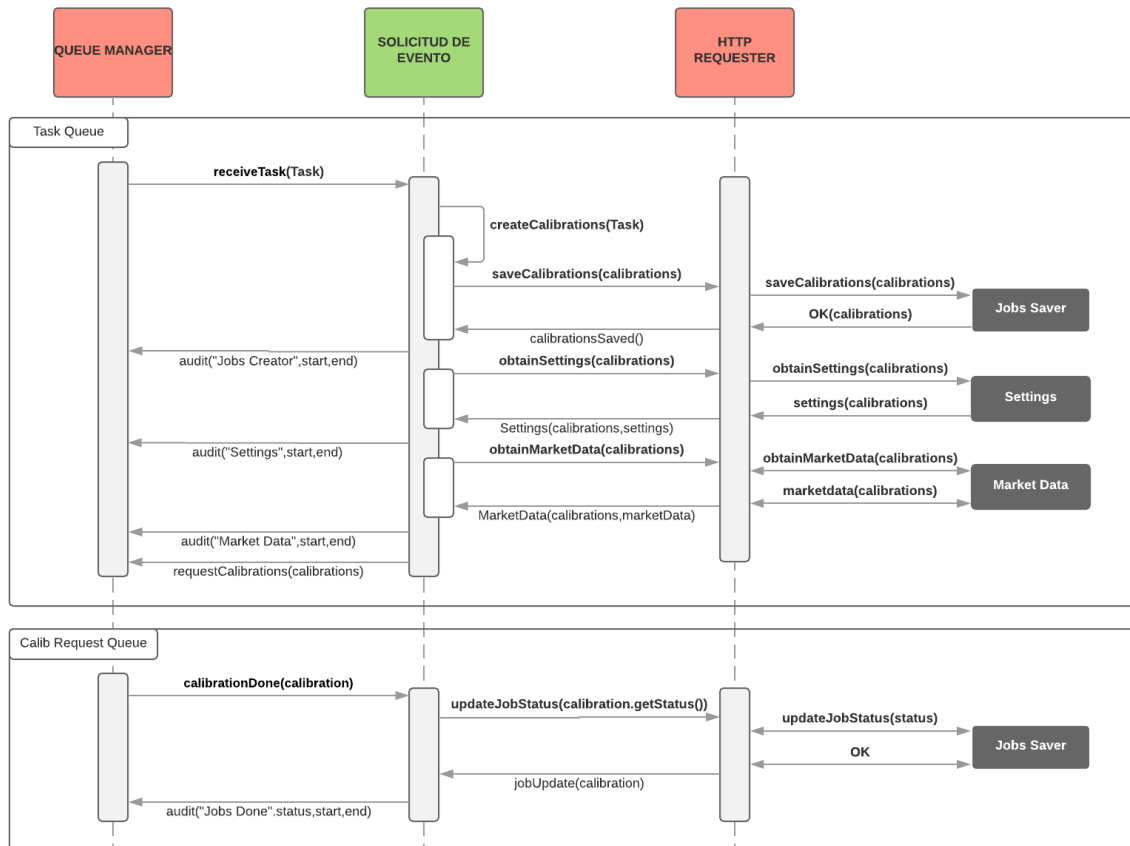 QUEUE MANAGER
SOLICITUD DE
EVENTO
HTTP
REQUESTER
Task Queue
receiveTask(Task)
createCalibrations(Task)
saveCalibrations(calibrations)
saveCalibrations(calibrations)
Jobs Saver
OK(calibrations)
calibrationsSaved()
audit("Jobs Creator",start,end)
obtainSettings(calibrations)
obtainSettings(calibrations)
Settings
settings(calibrations)
Settings(calibrations,settings)
audit("Settings",start,end)
obtainMarketData(calibrations)
obtainMarketData(calibrations)
Market Data
marketdata(calibrations)
MarketData(calibrations,marketData)
audit("Market Data",start,end)
requestCalibrations(calibrations)
Calib Request Queue
calibrationDone(calibration)
updateJobStatus(calibration.getStatus())
updateJobStatus(status)
Jobs Saver
OK
jobUpdate(calibration)
audit("Jobs Done".status,start,end)